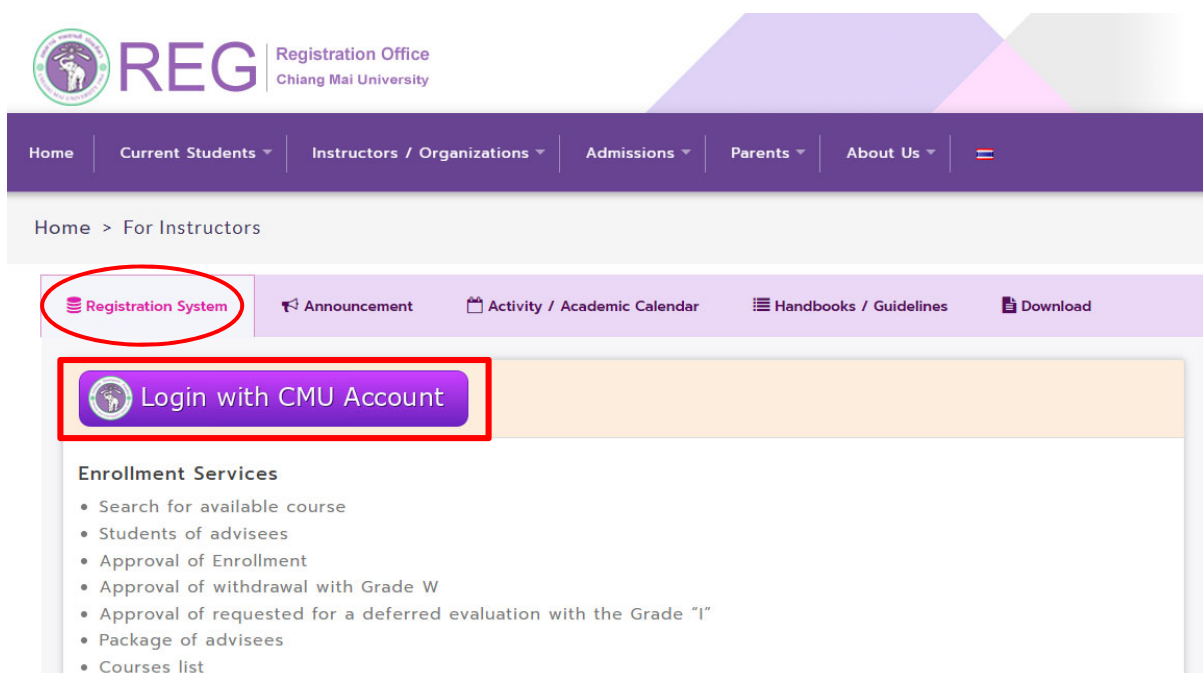 REG
Registration Office
Chiang Mai University
Home
Current Students
Instructors / Organizations
Admissions
Parents
About Us
Home > For Instructors
Registration System
Announcement
Activity / Academic Calendar
Handbooks / Guidelines
Download
Login with CMU Account
Enrollment Services
• Search for available course
• Students of advisees
• Approval of Enrollment
• Approval of withdrawal with Grade W
• Approval of requested for a deferred evaluation with the Grade “I”
• Package of advisees
• Courses list